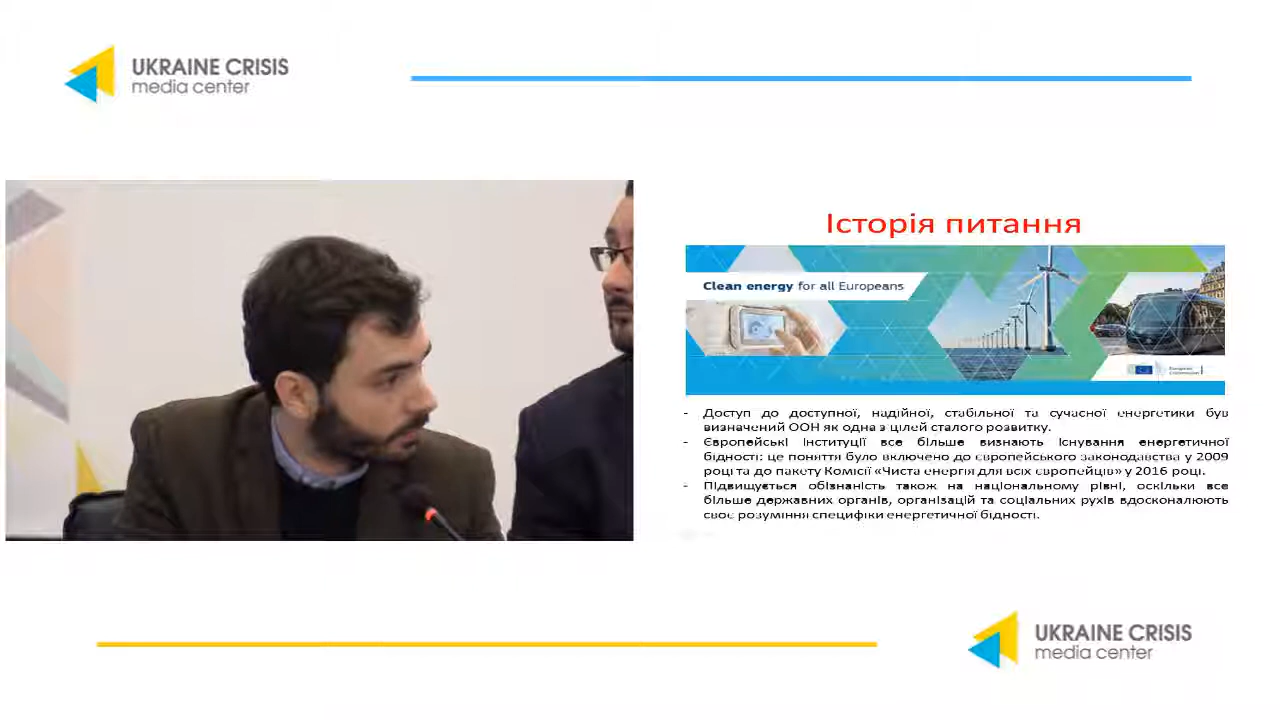 UKRAINE CRISIS
media center
Історія питання
Clean energy for all Europeans
European
Commission
- Доступ до доступної, надійної, стабільної та сучасної енергетики був
визначений ООН як одна з цілей сталого розвитку.
- Європейські інституції все більше визнають існування енергетичної
бідності: це поняття було включено до європейського законодавства у 2009
році та до пакету Комісії «Чиста енергія для всіх європейців» у 2016 році.
- Підвищується обізнаність також на національному рівні, оскільки все
більше державних органів, організацій та соціальних рухів вдосконалюють
своє розуміння специфіки енергетичної бідності.
UKRAINE CRISIS
media center